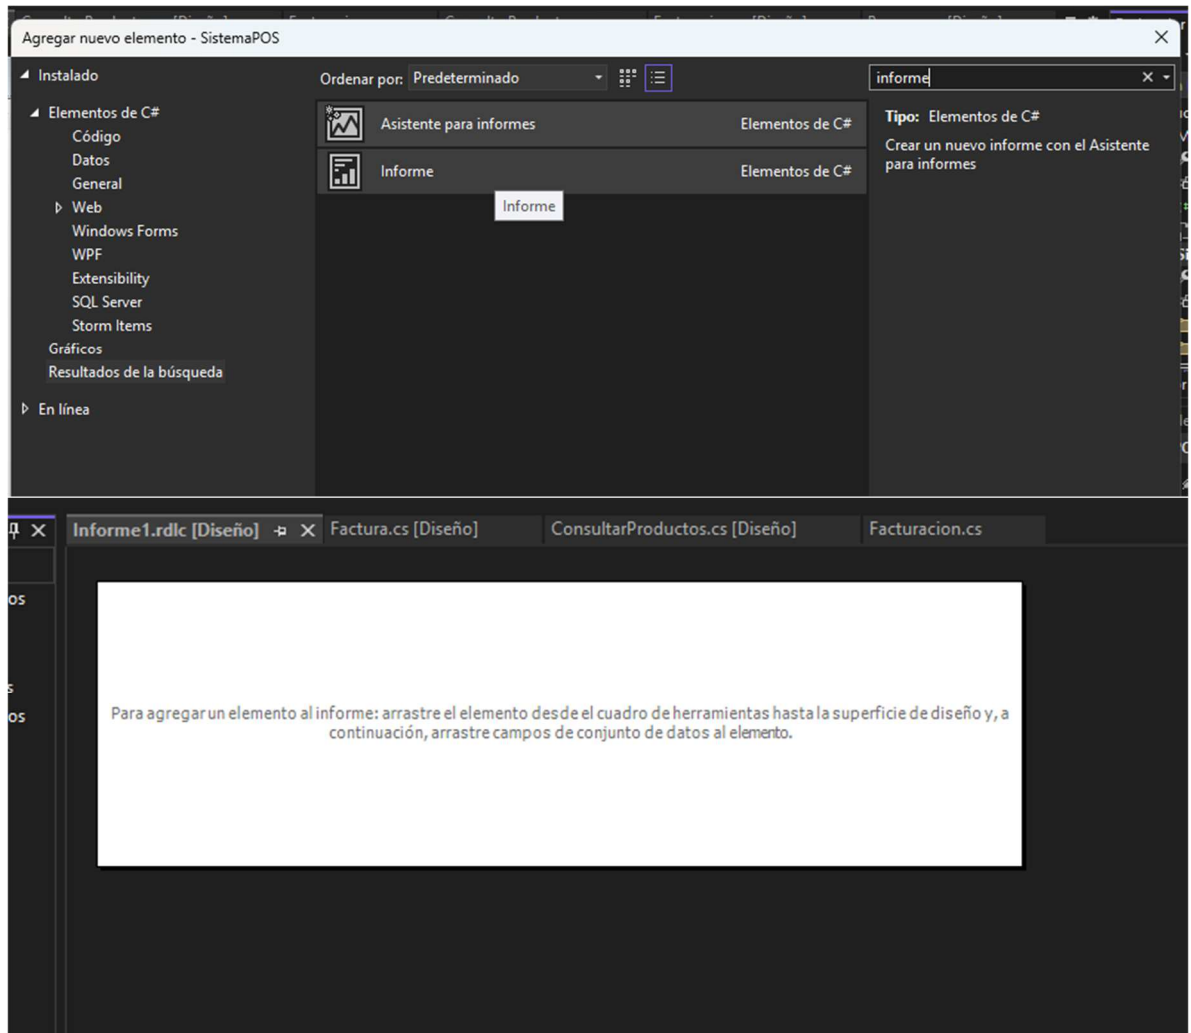 Agregar nuevo elemento - SistemaPOS
Instalado
Ordenar por: Predeterminado
informe
Elementos de C#
Código
Datos
General
Web
Windows Forms
WPF
Extensibility
SQL Server
Storm Items
Gráficos
Resultados de la búsqueda
En línea
Asistente para informes Elementos de C#
Informe Elementos de C#
Informe
Tipo: Elementos de C#
Crear un nuevo informe con el Asistente
para informes
Informe1.rdlc [Diseño] Factura.cs [Diseño] ConsultarProductos.cs [Diseño] Facturacion.cs
os
s
os
Para agregar un elemento al informe: arrastre el elemento desde el cuadro de herramientas hasta la superficie de diseño y, a
continuación, arrastre campos de conjunto de datos al elemento.